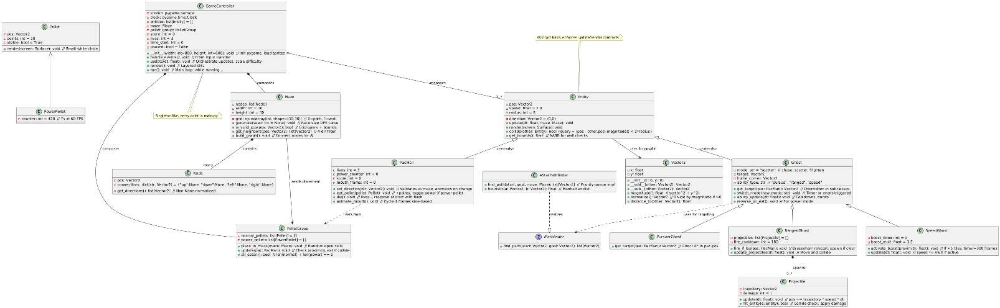 GameController
screen: pygame.Surface
clock: pygame.time.Clock
entities: list[Entity] = []
maze: Maze
pellet_group: PelletGroup
score: int = 0
lives: int = 3
time_start: int = 0
paused: bool = False
__init__(width: int=800, height: int=600): void  // Init pygame, load sprites
handle_events(): void  // From Input Handler
update(dt: float): void  // Orchestrate updates, scale difficulty
render(): void  // Layered blits
run(): void  // Main loop: while running...
Pellet
pos: Vector2
points: int = 10
visible: bool = True
render(screen: Surface): void  // Small white circle
PowerPellet
counter: int = 420  // 7s at 60 FPS
Abstract base; enforces update/render contracts
Singleton-like; entry point in main.py
composes
manages
1..*
composes
Maze
nodes: list[Node]
width: int = 30
height: int = 30
grid: np.ndarray[int, shape=(30,30)]  // 0=path, 1=wall
generate(seed: int = None): void  // Recursive DFS carve
is_valid_pos(pos: Vector2): bool  // Grid query + bounds
get_neighbors(pos: Vector2): list[Vector2]  // 4-dir filter
build_graph(): void  // Connect nodes for AI
Entity
pos: Vector2
speed: float = 2.0
radius: int = 8
direction: Vector2 = (0,0)
update(dt: float, maze: Maze): void
render(screen: Surface): void
collide(other: Entity): bool {query = (pos - other.pos).magnitude() < 2*radius}
get_bounds(): Rect  // AABB for wall checks
contains
many
seeds placement
«extends»
uses for pos/dir
«extends»
Node
pos: Vector2
connections: dict[str, Vector2] = {"up":None, "down":None, "left":None, "right":None}
get_directions(): list[Vector2]  // Non-None normalized
PacMan
lives: int = 3
power_counter: int = 0
score: int = 0
mouth_frame: int = 0
set_direction(dir: Vector2): void  // Validates vs maze, animates on change
eat_pellet(pellet: Pellet): void  // +points, toggle power if power pellet
die(): void  // lives--, respawn at start with flash
animate_mouth(): void  // Cycle 4 frames sine-based
AStarPathfinder
find_path(start, goal, maze: Maze): list[Vector2]  // Priority queue impl
heuristic(a: Vector2, b: Vector2): float  // Manhattan dist
Vector2
x: float
y: float
__init__(x=0, y=0)
__add__(other: Vector2): Vector2
__sub__(other: Vector2): Vector2
magnitude(): float  // sqrt(x^2 + y^2)
normalize(): Vector2  // Divide by magnitude if >0
distance_to(other: Vector2): float
Ghost
mode: str = "scatter"  // chase, scatter, frighten
target: Vector2
home_corner: Vector2
ability_type: str  // "pursue", "ranged", "speed"
get_target(pac: PacMan): Vector2  // Overridden in subclasses
switch_mode(new_mode: str): void  // Timer or event-triggered
ability_update(dt: float): void  // Cooldowns, bursts
reverse_on_eat(): void  // For power mode
eats from
realizes
uses for targeting
PelletGroup
normal_pellets: list[Pellet] = []
power_pellets: list[PowerPellet] = []
place_in_maze(maze: Maze): void  // Random open cells
update(pac: PacMan): void  // Check proximity, eat if collide
all_eaten(): bool  // len(normal) + len(power) == 0
IPathfinder
find_path(start: Vector2, goal: Vector2): list[Vector2]
PursuerGhost
get_target(pac: PacMan): Vector2  // Direct A* to pac.pos
RangedGhost
projectiles: list[Projectile] = []
fire_cooldown: int = 180
fire_if_los(pac: PacMan): void  // Bresenham raycast; spawn if clear
update_projectiles(dt: float): void  // Move and collide
SpeedGhost
boost_timer: int = 0
boost_mult: float = 1.5
activate_boost(proximity: float): void  // If <5 tiles, timer=300 frames
update(dt: float): void  // speed *= mult if active
spawns
0..*
Projectile
trajectory: Vector2
damage: int = 1
update(dt: float): void  // pos += trajectory * speed * dt
hit_entity(e: Entity): bool  // Collide check, apply damage